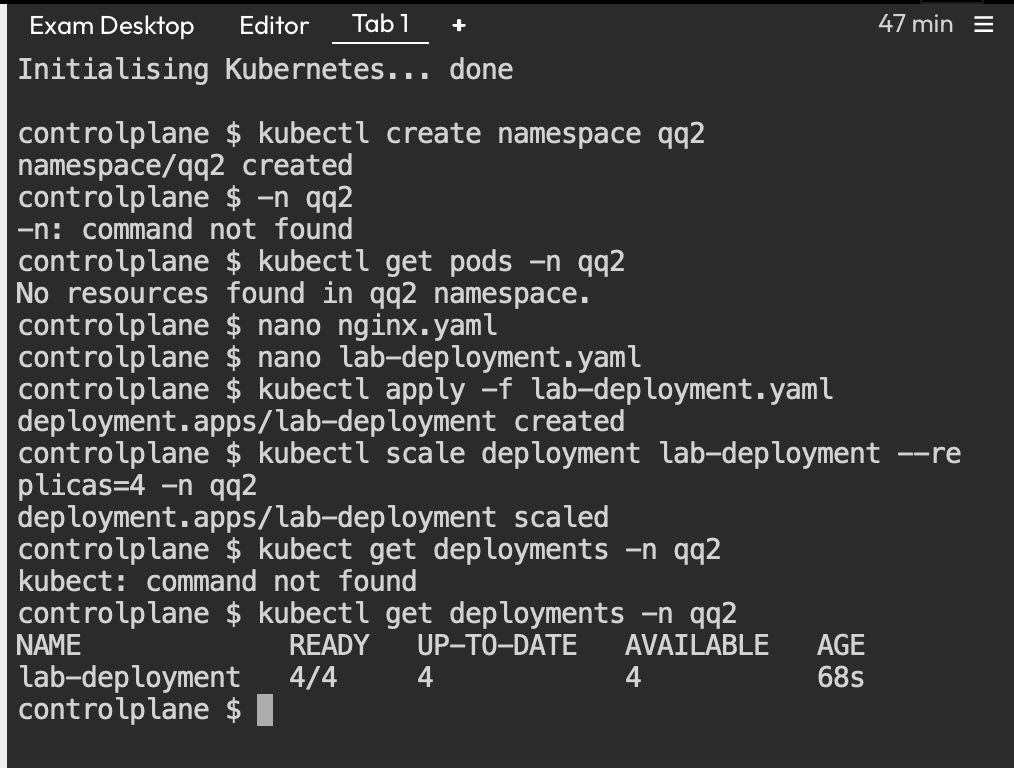 Exam Desktop Editor Tab 1 + 47 min
Initialising Kubernetes... done
controlplane $ kubectl create namespace qq2
namespace/qq2 created
controlplane $ -n qq2
-n: command not found
controlplane $ kubectl get pods -n qq2
No resources found in qq2 namespace.
controlplane $ nano nginx.yaml
controlplane $ nano lab-deployment.yaml
controlplane $ kubectl apply -f lab-deployment.yaml
deployment.apps/lab-deployment created
controlplane $ kubectl scale deployment lab-deployment --re
plicas=4 -n qq2
deployment.apps/lab-deployment scaled
controlplane $ kubect get deployments -n qq2
kubect: command not found
controlplane $ kubectl get deployments -n qq2
NAME READY UP-TO-DATE AVAILABLE AGE
lab-deployment 4/4 4 4 68s
controlplane $